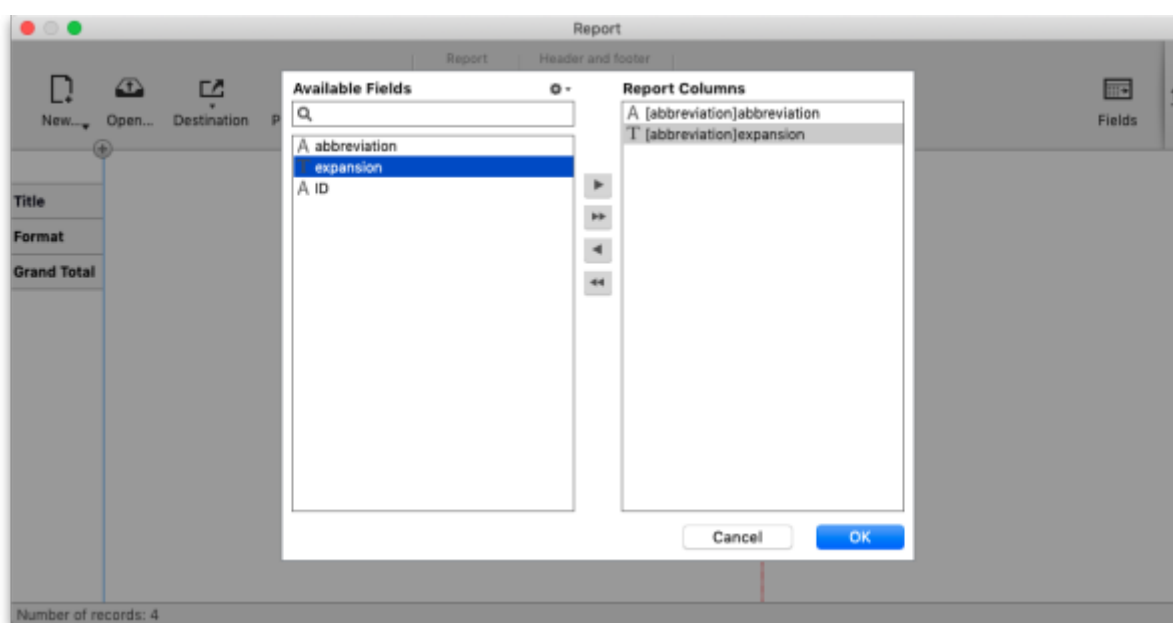 Report
Report
Header and footer
New...
Open...
Destination
P
Fields
Title
Format
Grand Total
Available Fields
A abbreviation
T expansion
A ID
Report Columns
A [abbreviation]abbreviation
T [abbreviation]expansion
Cancel
OK
Number of records: 4